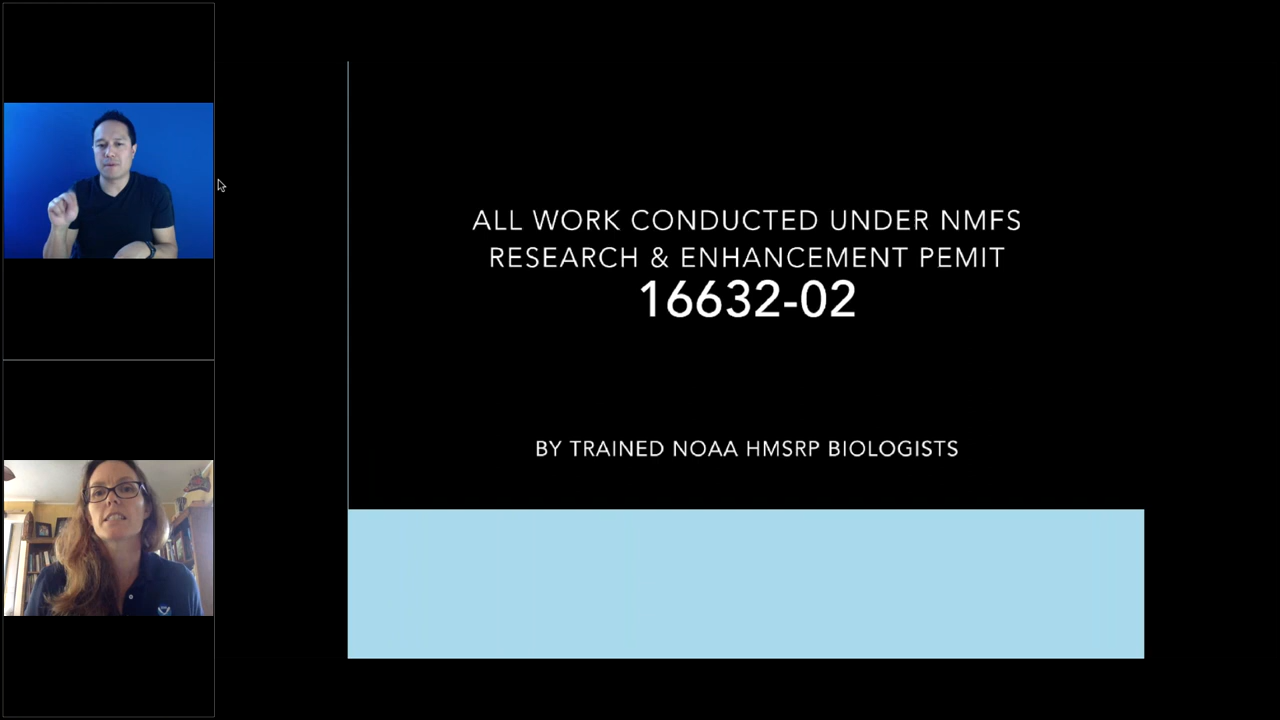 ALL WORK CONDUCTED UNDER NMFS
RESEARCH & ENHANCEMENT PEMIT
16632-02
BY TRAINED NOAA HMSRP BIOLOGISTS